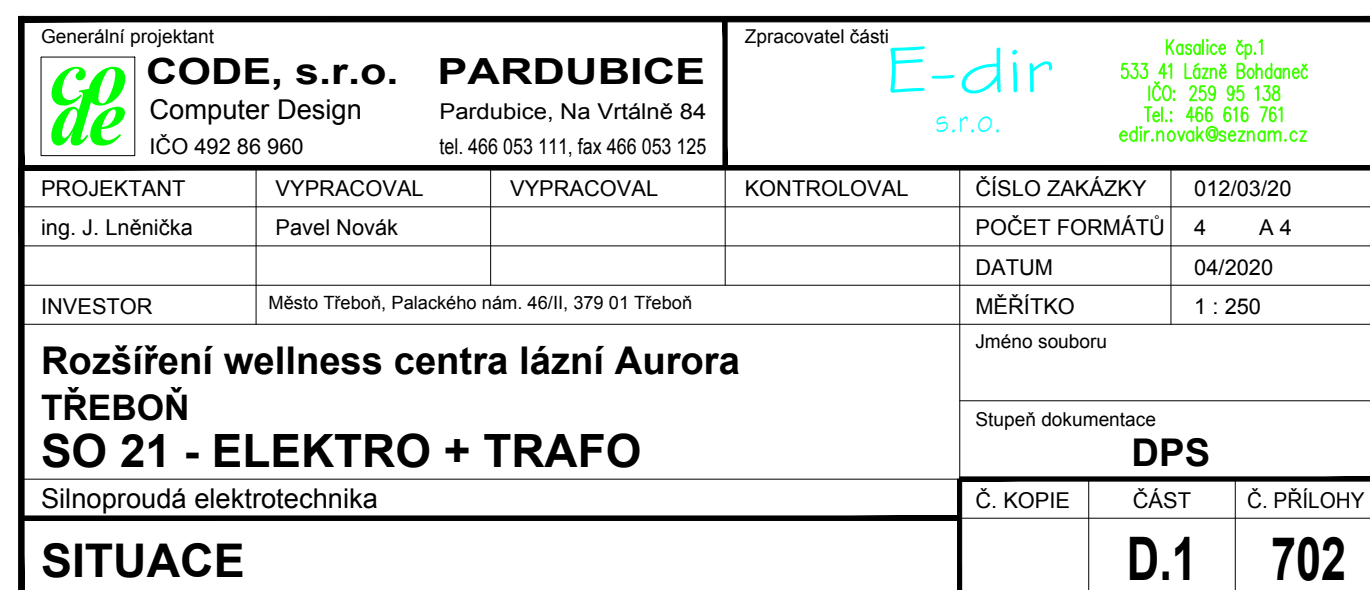 Generální projektant
code
CODE, s.r.o. PARDUBICE
Computer Design Pardubice, Na Vrtálně 84
IČO 492 86 960 tel. 466 053 111, fax 466 053 125
Zpracovatel části
E-dir
s.r.o.
Kasalice čp.1
533 41 Lázně Bohdaneč
IČO: 259 95 138
Tel.: 466 616 761
edir.novak@seznam.cz
PROJEKTANT VYPRACOVAL VYPRACOVAL KONTROLOVAL ČÍSLO ZAKÁZKY 012/03/20
ing. J. Lněnička Pavel Novák POČET FORMÁTŮ 4 A 4
DATUM 04/2020
INVESTOR Město Třeboň, Palackého nám. 46/II, 379 01 Třeboň MĚŘÍTKO 1 : 250
Rozšíření wellness centra lázní Aurora
TŘEBOŇ
SO 21 - ELEKTRO + TRAFO
Jméno souboru
Stupeň dokumentace
DPS
Silnoproudá elektrotechnika Č. KOPIE ČÁST Č. PŘÍLOHY
SITUACE D.1 702